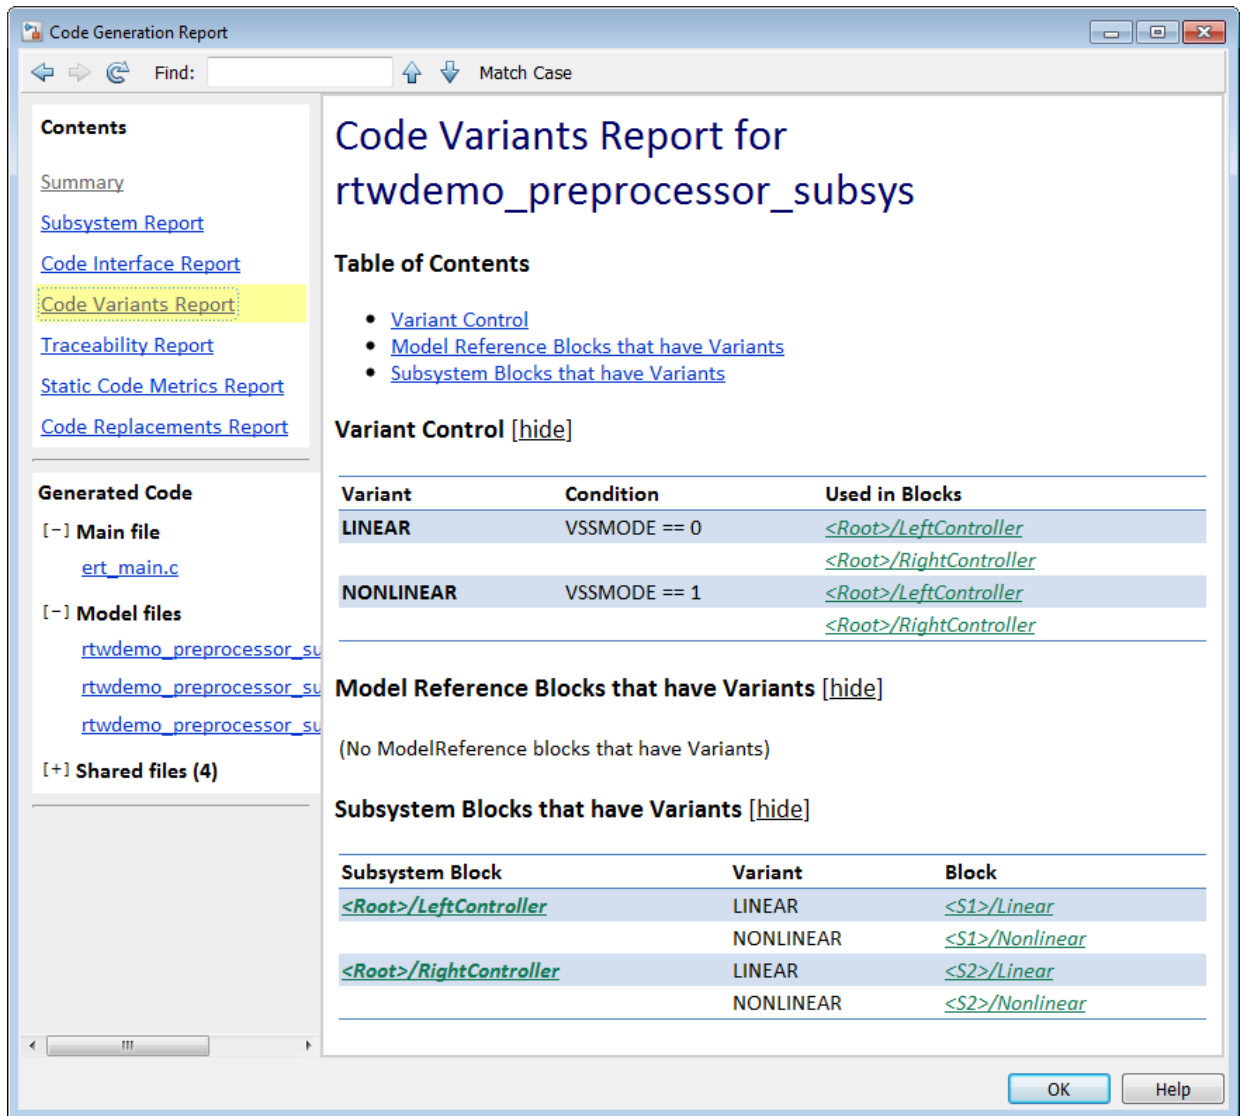 Code Generation Report
Find:
Match Case
Contents
Summary
Subsystem Report
Code Interface Report
Code Variants Report
Traceability Report
Static Code Metrics Report
Code Replacements Report
Generated Code
[-] Main file
ert_main.c
[-] Model files
rtwdemo_preprocessor_su
rtwdemo_preprocessor_su
rtwdemo_preprocessor_su
[+] Shared files (4)
Code Variants Report for
rtwdemo_preprocessor_subsys
Table of Contents
• Variant Control
• Model Reference Blocks that have Variants
• Subsystem Blocks that have Variants
Variant Control [hide]
Variant Condition Used in Blocks
LINEAR VSSMODE == 0 <Root>/LeftController
<Root>/RightController
NONLINEAR VSSMODE == 1 <Root>/LeftController
<Root>/RightController
Model Reference Blocks that have Variants [hide]
(No ModelReference blocks that have Variants)
Subsystem Blocks that have Variants [hide]
Subsystem Block Variant Block
<Root>/LeftController LINEAR <S1>/Linear
NONLINEAR <S1>/Nonlinear
<Root>/RightController LINEAR <S2>/Linear
NONLINEAR <S2>/Nonlinear
OK Help